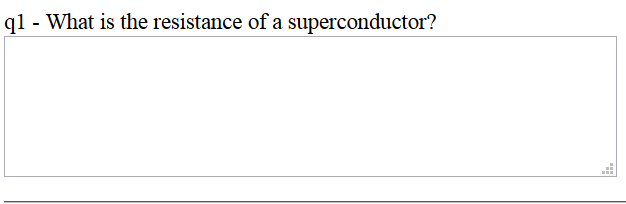 q1 - What is the resistance of a superconductor?